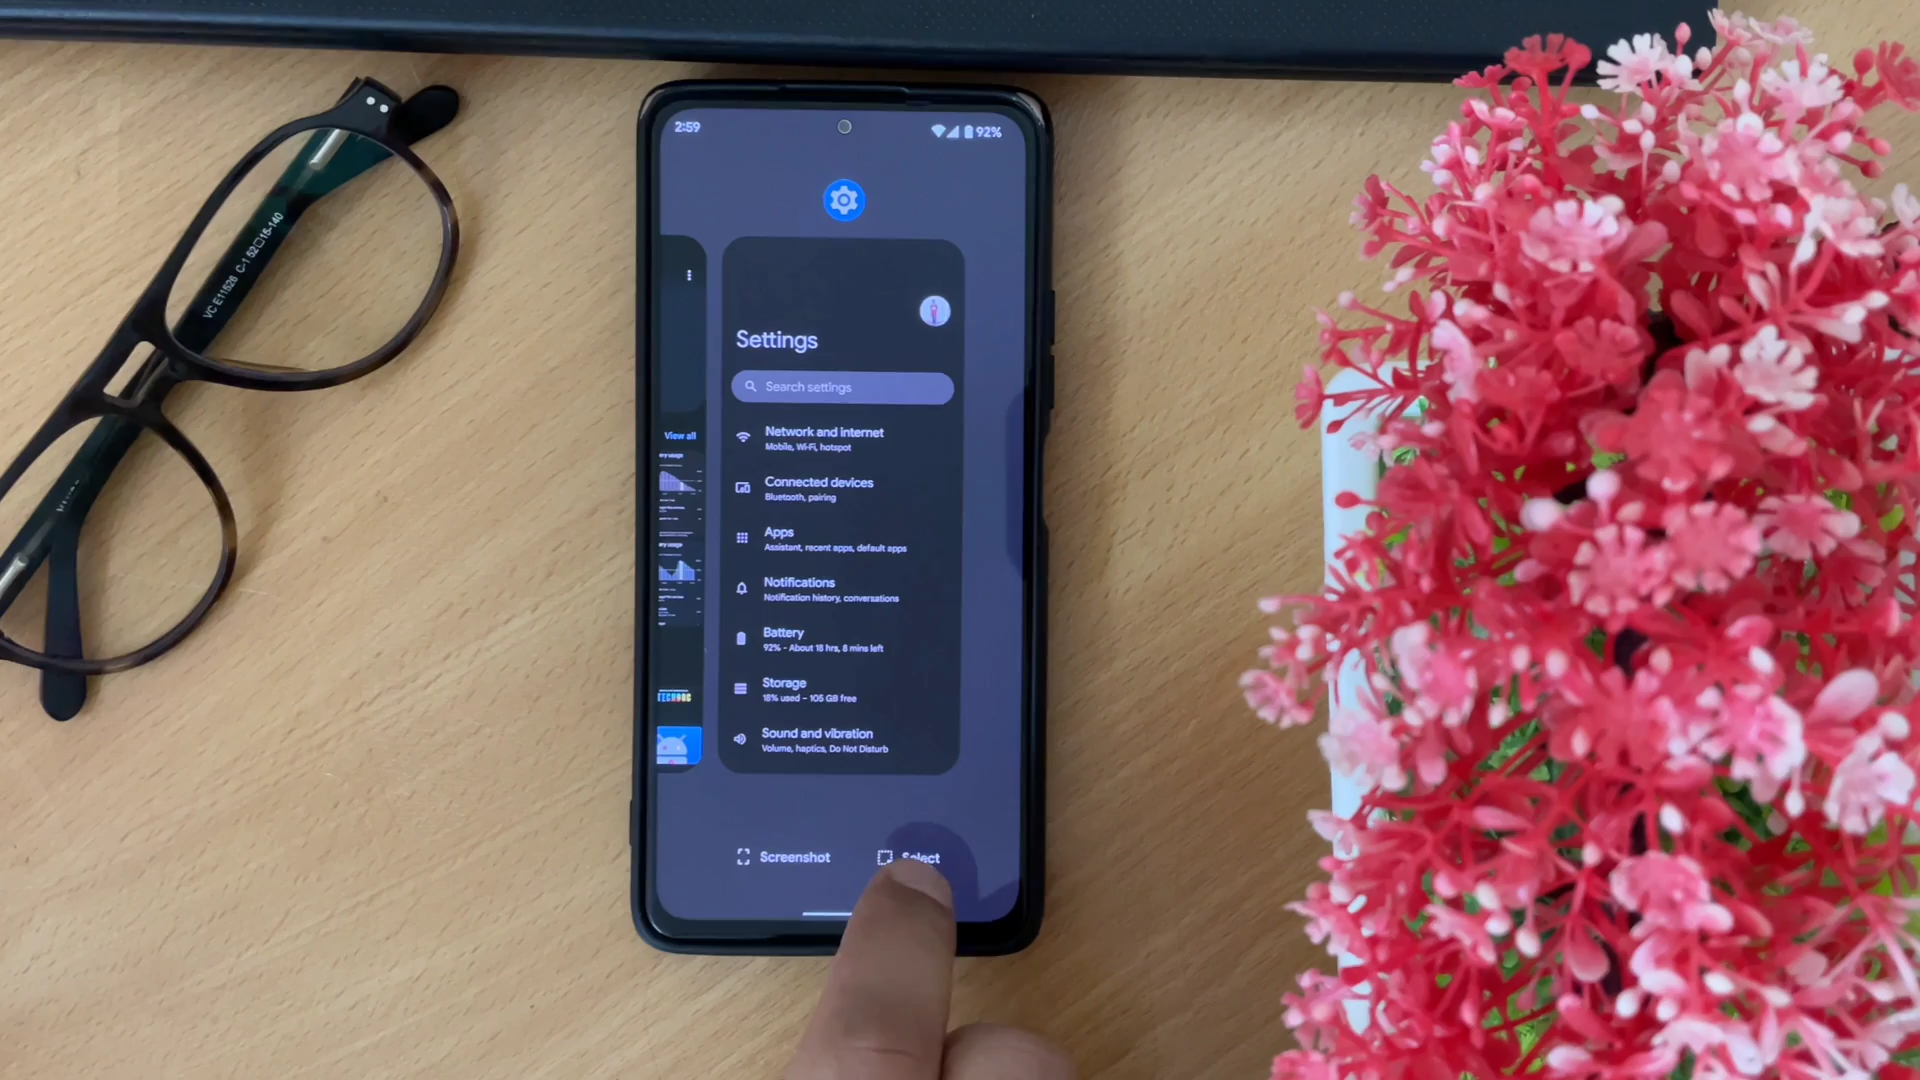 VC-E11526 C-1 52□15-140
2:59
92%
Settings
Search settings
View all
Network and internet
Mobile, Wi-Fi, hotspot
Connected devices
Bluetooth, pairing
Apps
Assistant, recent apps, default apps
Notifications
Notification history, conversations
Battery
92% - About 18 hrs, 8 mins left
Storage
18% used - 105 GB free
Sound and vibration
Volume, haptics, Do Not Disturb
Screenshot
Select